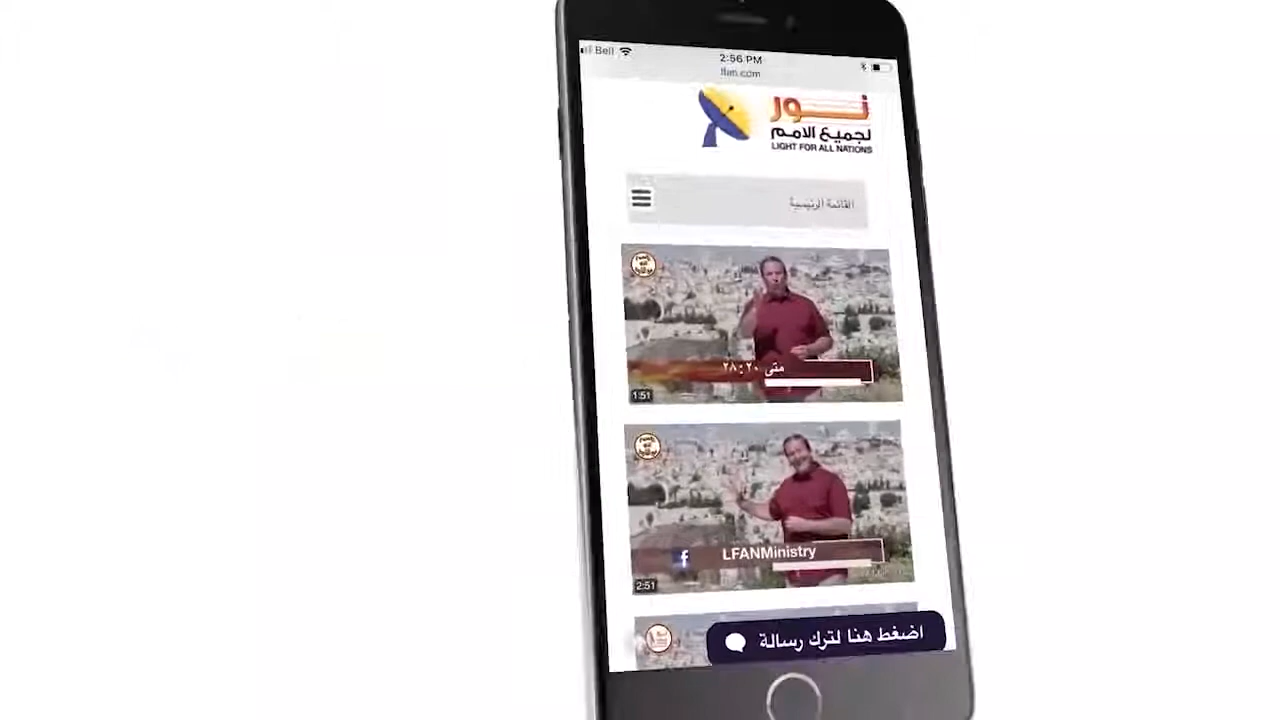 Bell
2:56 PM
lfan.com
نور
لجميع الامم
LIGHT FOR ALL NATIONS
القائمة الرئيسية
متى ٢٠ : ٢٨
1:51
LFANMinistry
2:51
اضغط هنا لترك رسالة